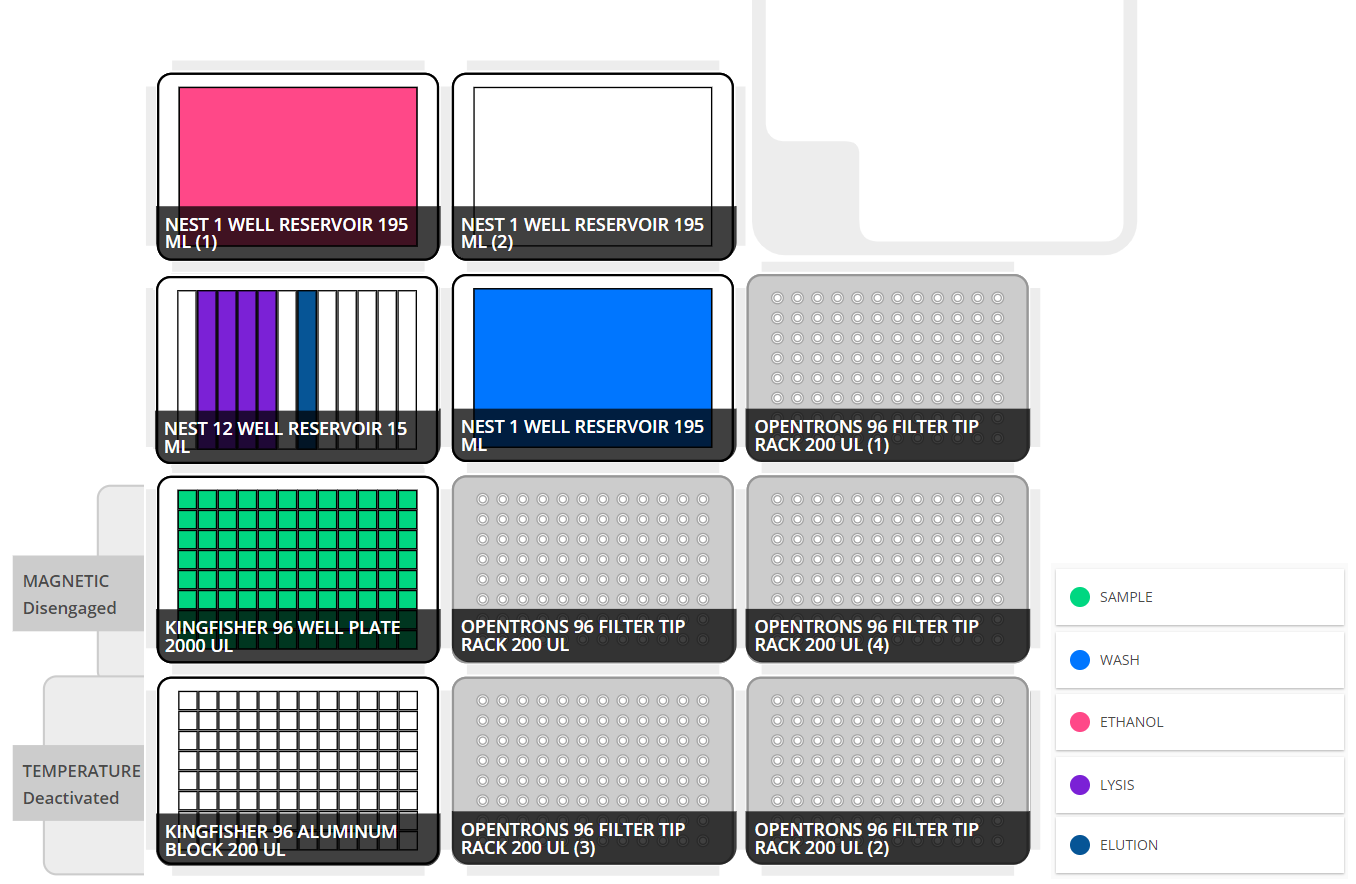 NEST 1 WELL RESERVOIR 195
ML (1)
NEST 1 WELL RESERVOIR 195
ML (2)
NEST 12 WELL RESERVOIR 15
ML
NEST 1 WELL RESERVOIR 195
ML
OPENTRONS 96 FILTER TIP
RACK 200 UL (1)
MAGNETIC
Disengaged
KINGFISHER 96 WELL PLATE
2000 UL
OPENTRONS 96 FILTER TIP
RACK 200 UL
OPENTRONS 96 FILTER TIP
RACK 200 UL (4)
TEMPERATURE
Deactivated
KINGFISHER 96 ALUMINUM
BLOCK 200 UL
OPENTRONS 96 FILTER TIP
RACK 200 UL (3)
OPENTRONS 96 FILTER TIP
RACK 200 UL (2)
SAMPLE
WASH
ETHANOL
LYSIS
ELUTION